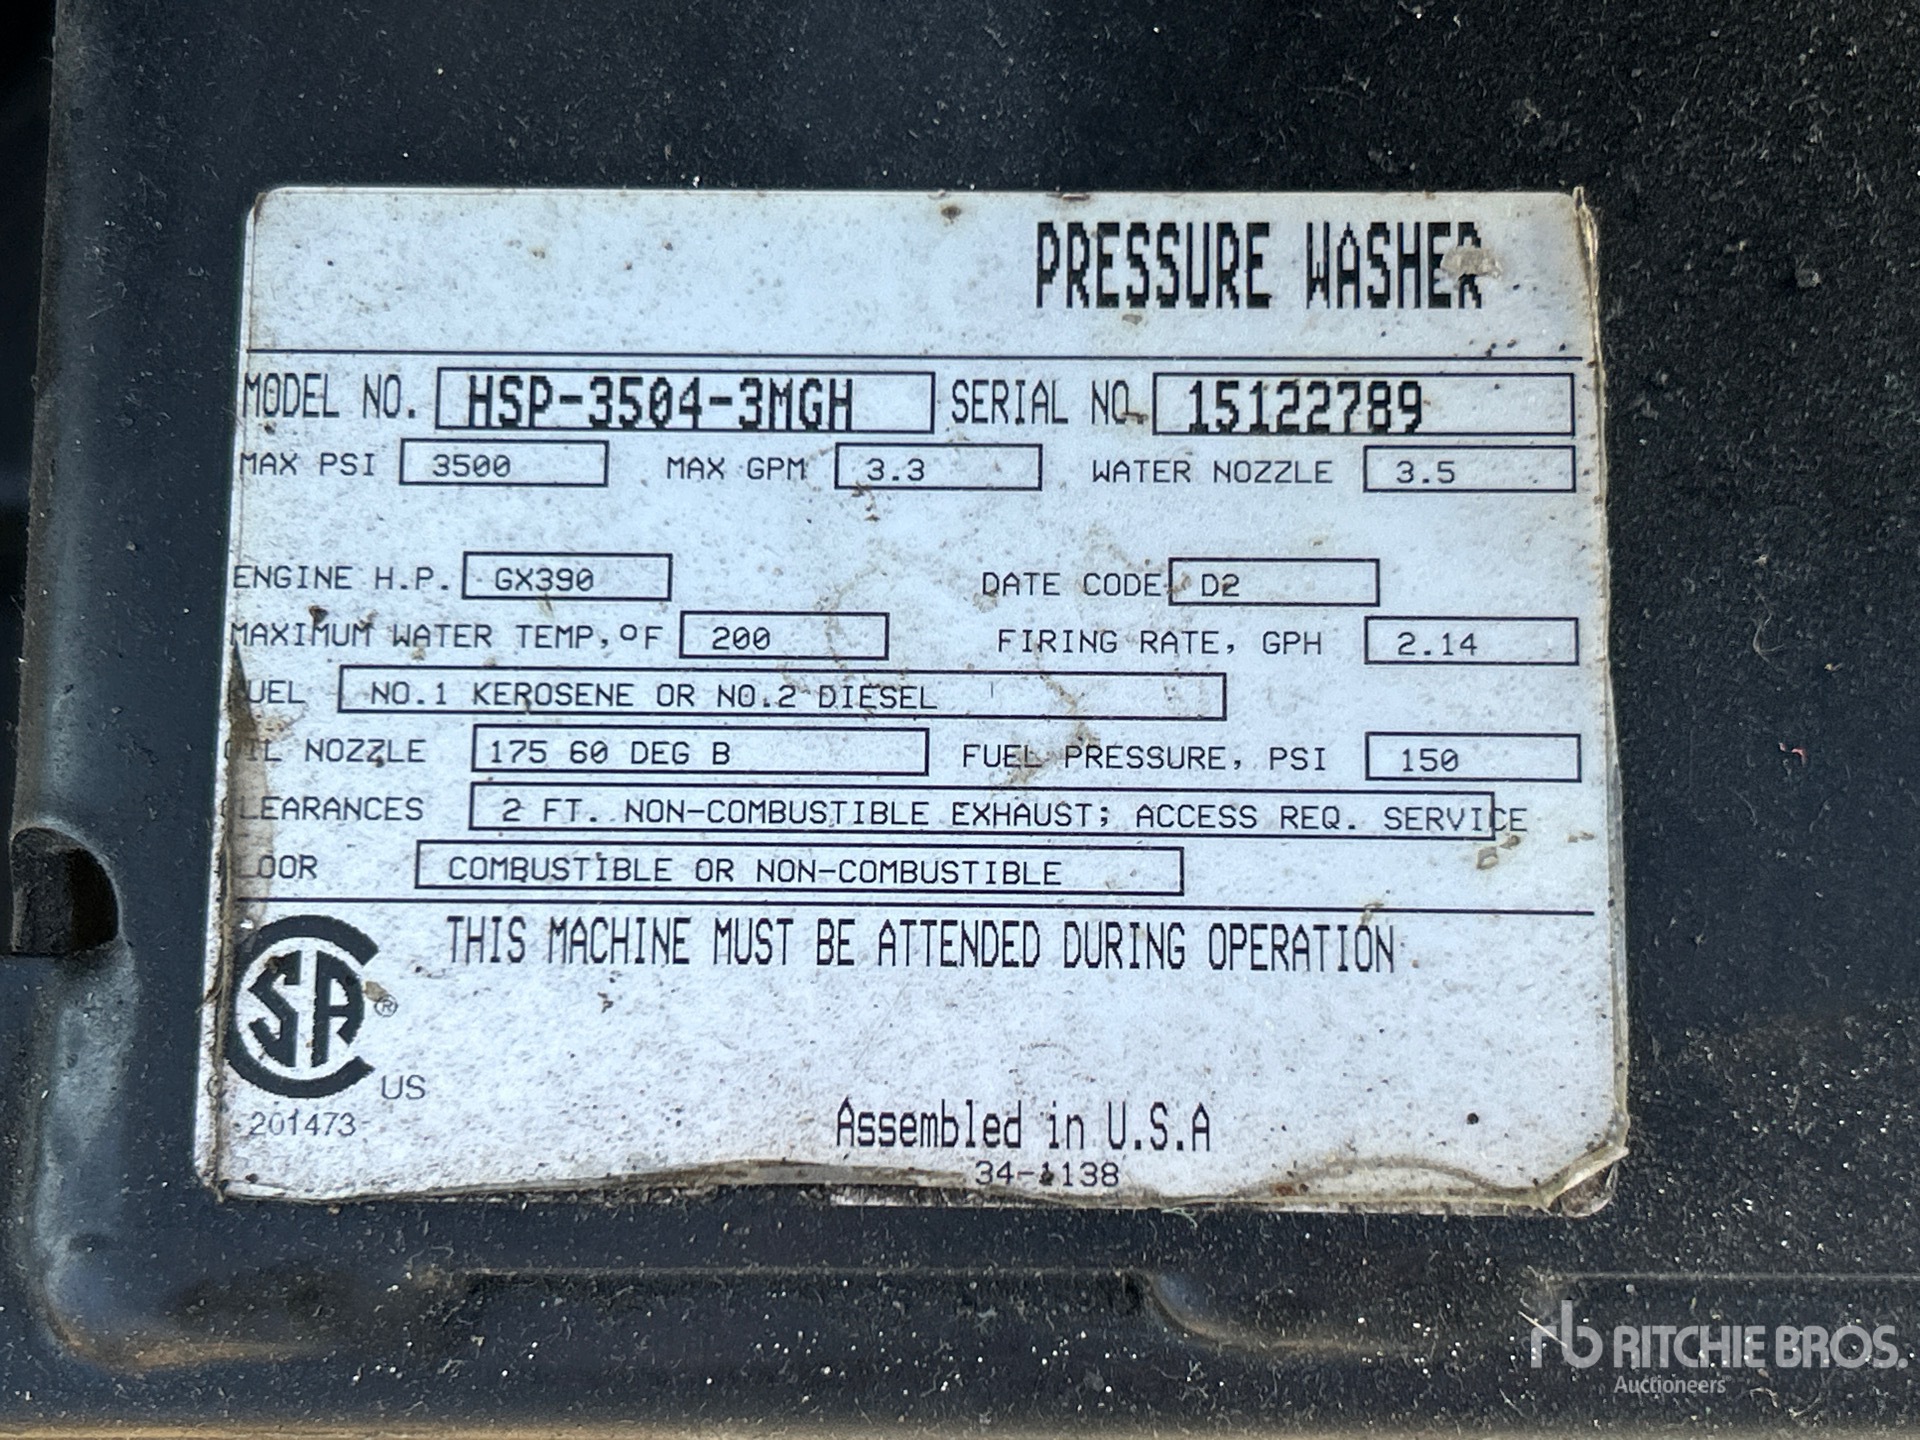 PRESSURE WASHER
MODEL NO. HSP-3504-3MGH SERIAL NO. 15122789
MAX PSI 3500 MAX GPM 3.3 WATER NOZZLE 3.5
ENGINE H.P. GX390 DATE CODE D2
MAXIMUM WATER TEMP,°F 200 FIRING RATE, GPH 2.14
FUEL NO.1 KEROSENE OR NO.2 DIESEL
OIL NOZZLE 175 60 DEG B FUEL PRESSURE, PSI 150
CLEARANCES 2 FT. NON-COMBUSTIBLE EXHAUST; ACCESS REQ. SERVICE
FLOOR COMBUSTIBLE OR NON-COMBUSTIBLE
THIS MACHINE MUST BE ATTENDED DURING OPERATION
CSA ®
US
201473
Assembled in U.S.A
34-1138
rb RITCHIE BROS.
Auctioneers